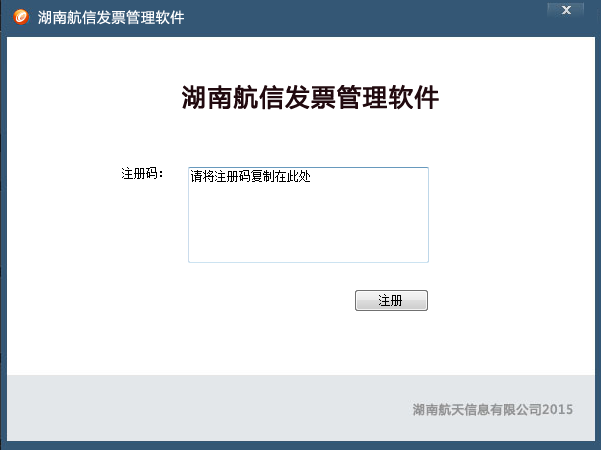 湖南航信发票管理软件
X
湖南航信发票管理软件
注册码：
请将注册码复制在此处
注册
湖南航天信息有限公司2015